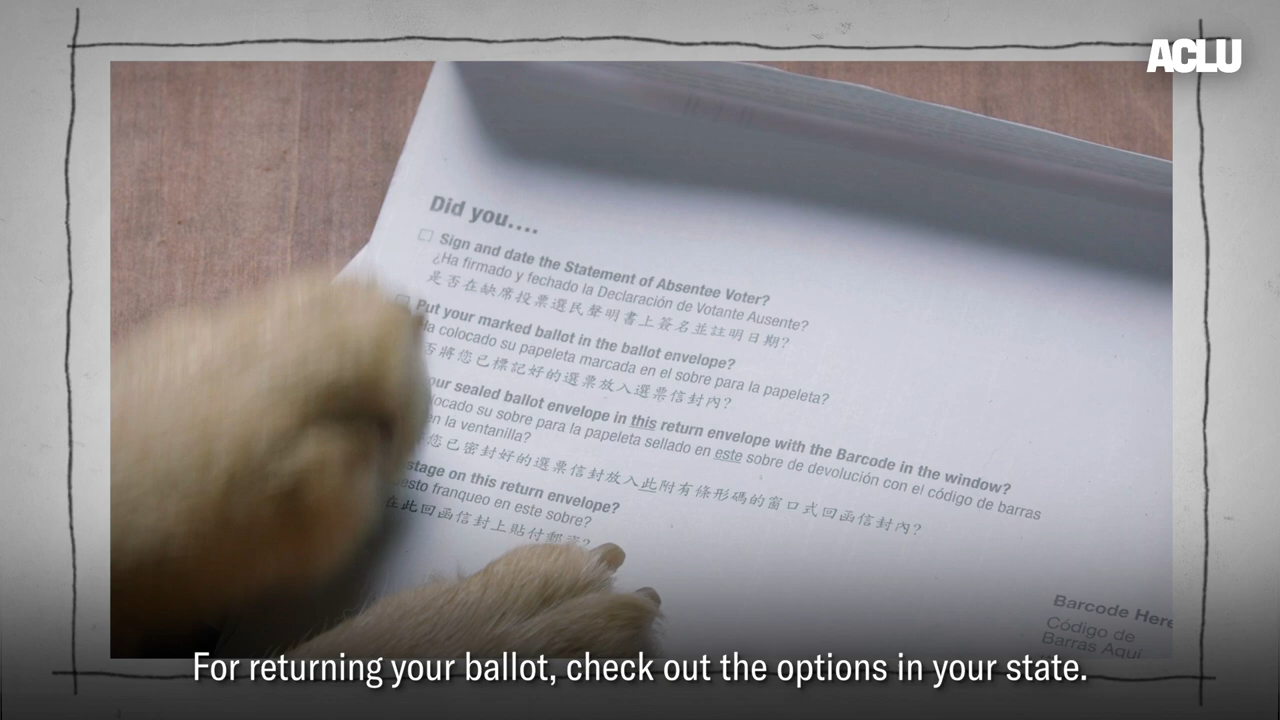 ACLU
Did you....
Sign and date the Statement of Absentee Voter?
¿Ha firmado y fechado la Declaración de Votante Ausente?
是否在缺席投票選民聲明書上簽名並註明日期?
Put your marked ballot in the ballot envelope?
colocado su papeleta marcada en el sobre para la papeleta?
將您已標記好的選票放入選票信封內?
sealed ballot envelope in this return envelope with the Barcode in the window?
su sobre para la papeleta sellado en este sobre de devolución con el código de barras
en la ventanilla?
您已密封好的選票信封放入此附有條形碼的窗口式回函信封內?
on this return envelope?
franqueo en este sobre?
在此回函信封上貼付郵資?
Barcode Here
Código de
Barras Aquí
For returning your ballot, check out the options in your state.